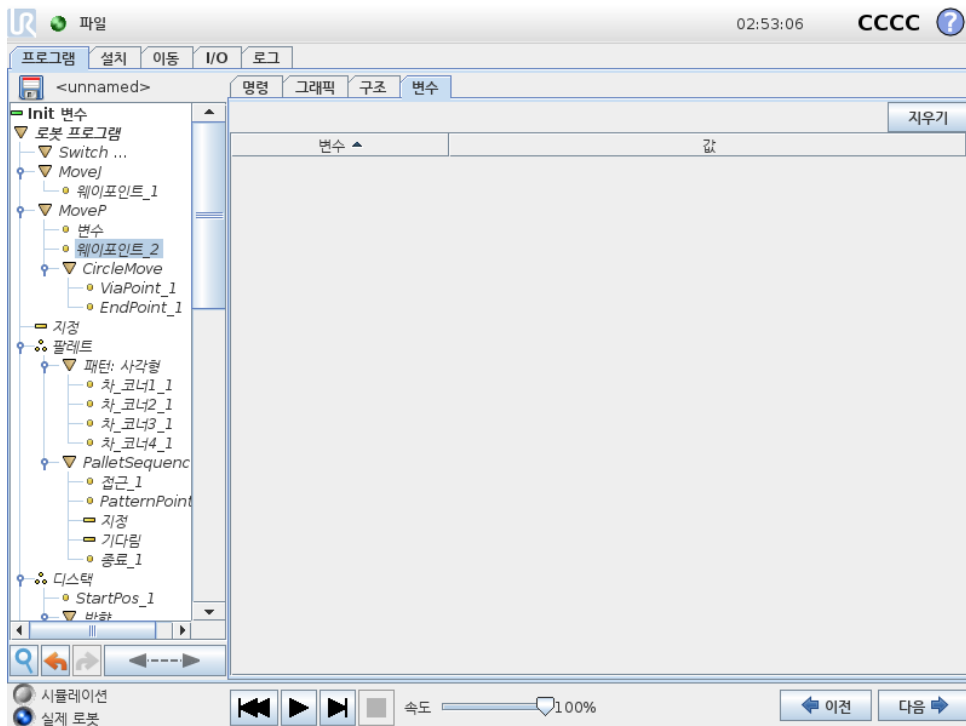 UR 파일 02:53:06 CCCC ?
프로그램 설치 이동 I/O 로그
<unnamed> 명령 그래픽 구조 변수
지우기
변수 값
Init 변수
로봇 프로그램
Switch ...
MoveJ
웨이포인트_1
MoveP
변수
웨이포인트_2
CircleMove
ViaPoint_1
EndPoint_1
지정
팔레트
패턴: 사각형
차_코너1_1
차_코너2_1
차_코너3_1
차_코너4_1
PalletSequenc
접근_1
PatternPoint
지정
기다림
종료_1
디스택
StartPos_1
방향
시뮬레이션
실제 로봇
속도 100%
이전 다음